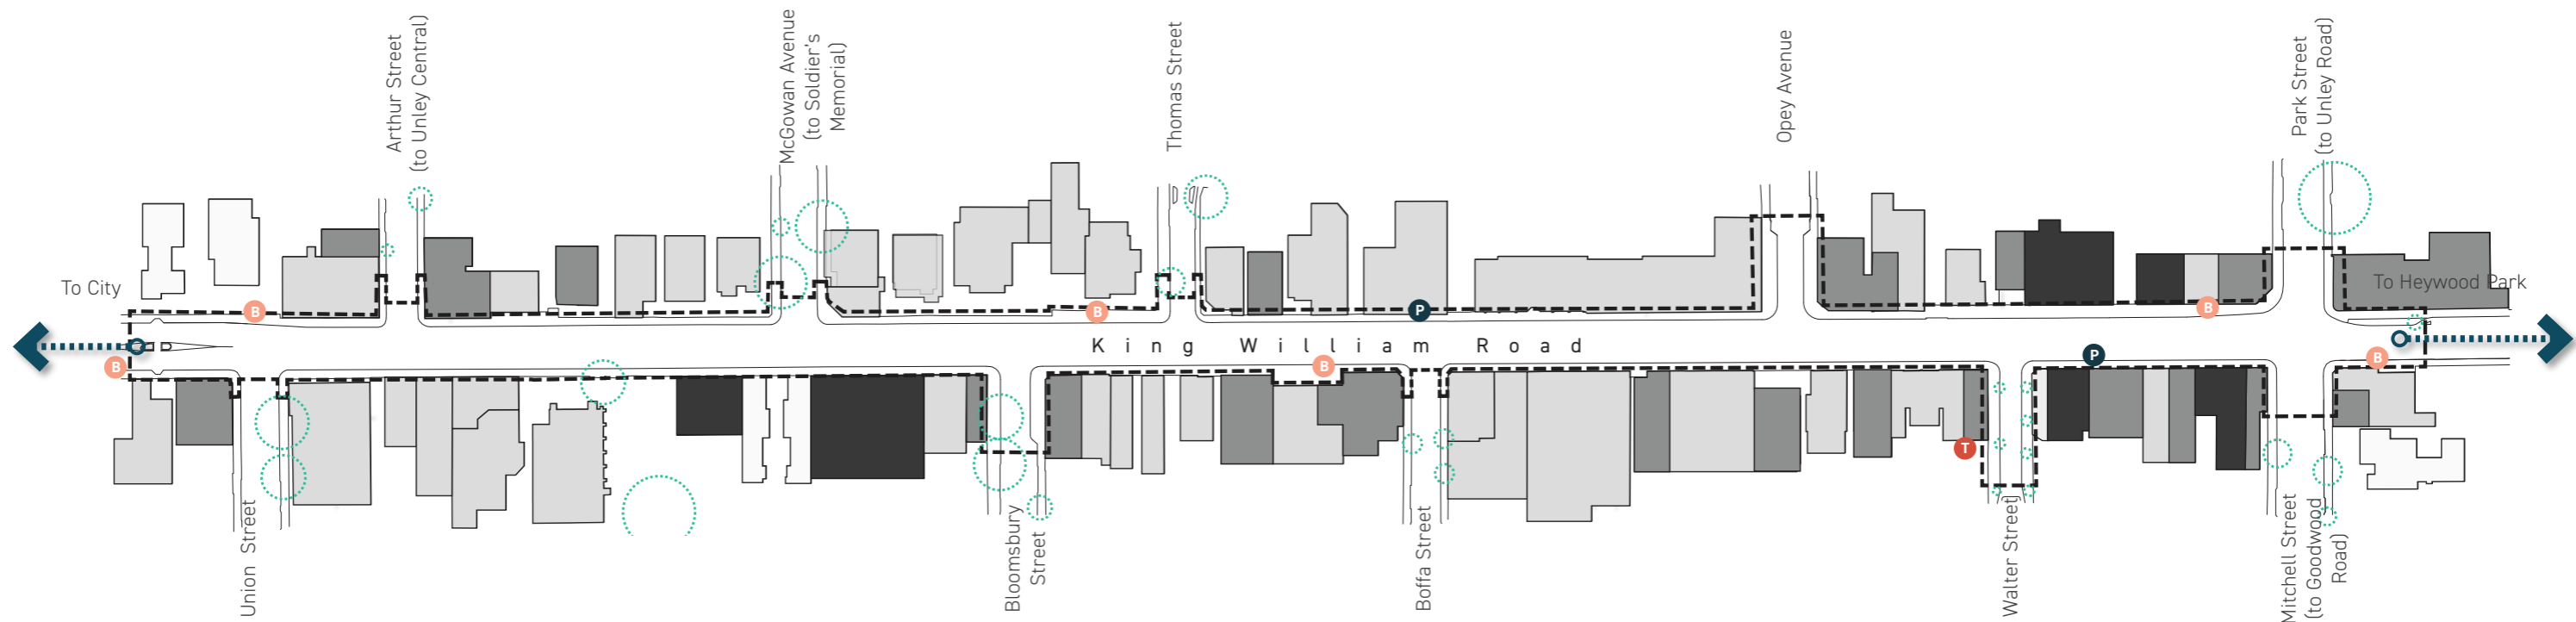 Arthur Street
(to Unley Central)
McGowan Avenue
(to Soldier's
Memorial)
Thomas Street
Opey Avenue
Park Street
(to Unley Road)
To City
To Heywood Park
B
B
P
B
King William Road
B
B
P
B
T
Union Street
Bloomsbury
Street
Boffa Street
Walter Street
Mitchell Street
(to Goodwood
Road)